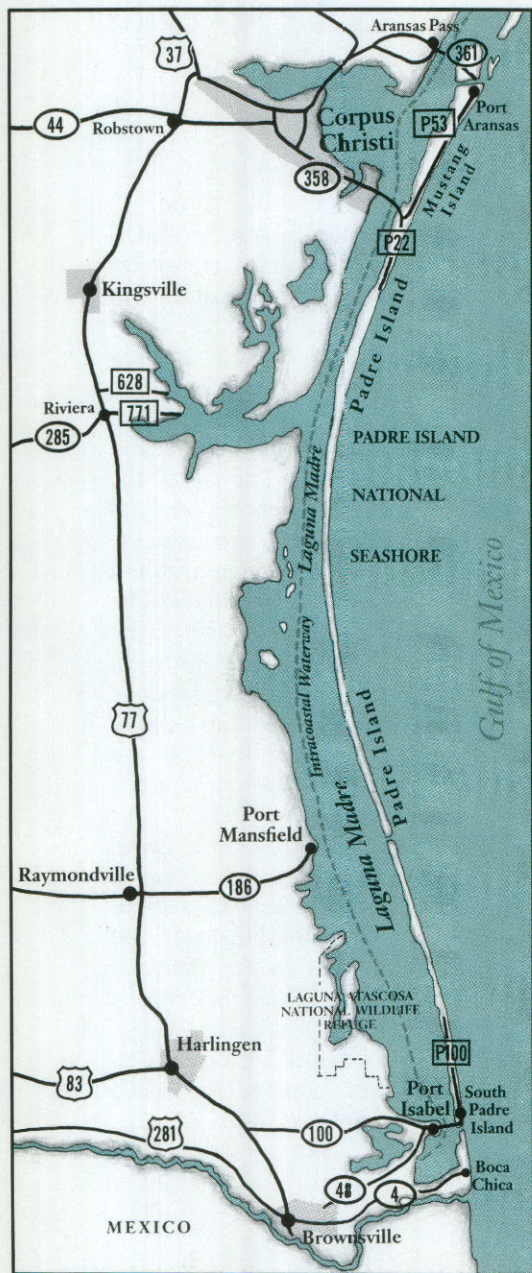 Aransas Pass
37
361
44
Robstown
Corpus
Christi
P53
Port
Aransas
358
Mustang
Island
P22
Kingsville
Padre Island
628
Riviera
771
285
PADRE ISLAND
NATIONAL
SEASHORE
Laguna Madre
Gulf of Mexico
Intracoastal Waterway
77
Padre Island
Port
Mansfield
Laguna Madre
Raymondville
186
LAGUNA ATASCOSA
NATIONAL WILDLIFE
REFUGE
Harlingen
P100
83
Port
Isabel
South
Padre
Island
281
100
Boca
Chica
48
4
MEXICO
Brownsville